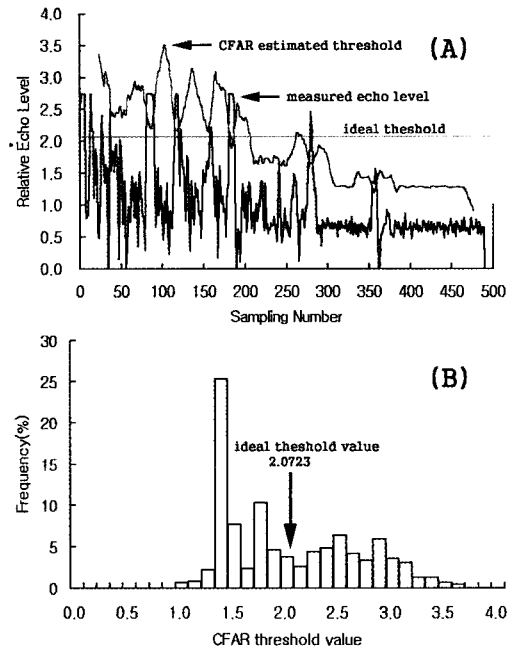 4.0
3.5
3.0
2.5
2.0
1.5
1.0
0.5
0.0
Relative Echo Level
(A)
CFAR estimated threshold
measured echo level
ideal theshold
0 50 100 150 200 250 300 350 400 450 500
Sampling Number
30
25
20
15
10
5
0
Frequency(%)
(B)
ideal theshold value
2.0723
0.0 0.5 1.0 1.5 2.0 2.5 3.0 3.5 4.0
CFAR threshold value